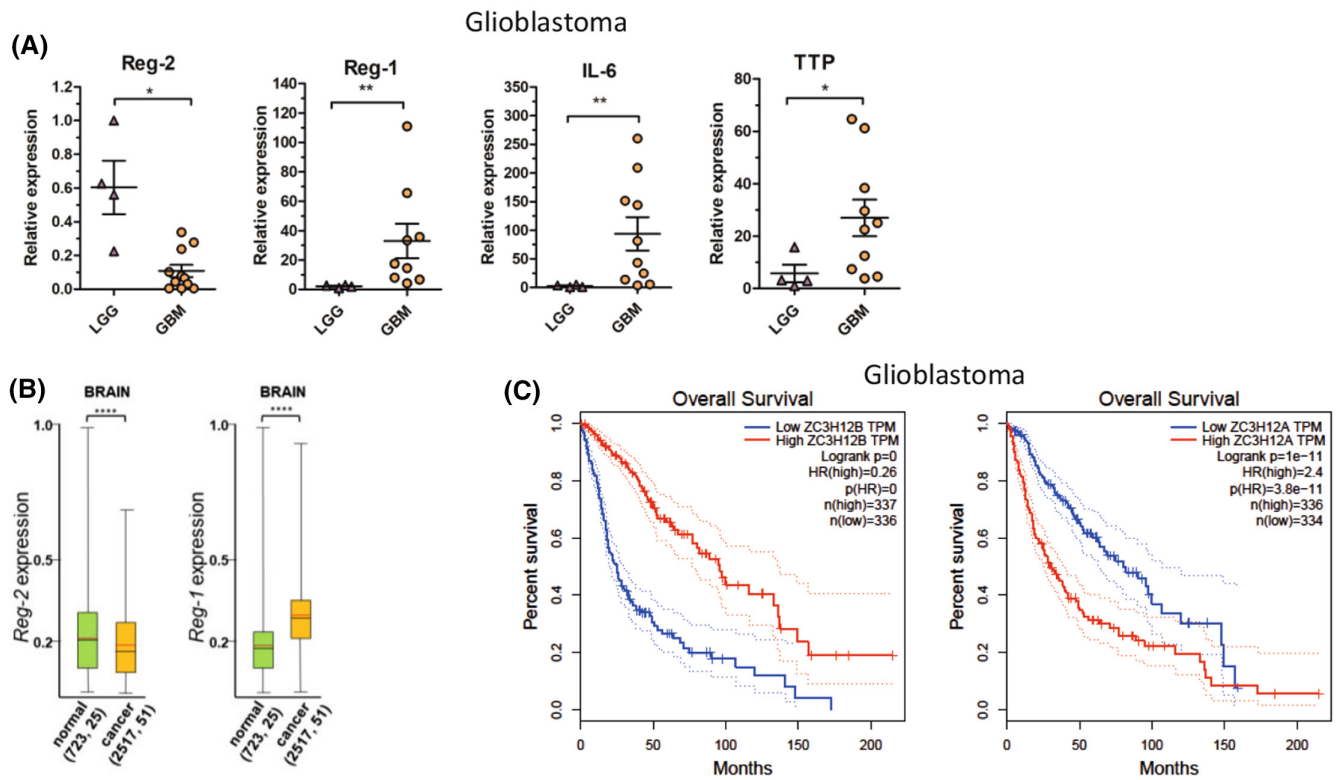 Glioblastoma
(A)
Reg-2
Relative expression
1.2
1.0
0.8
0.6
0.4
0.2
0.0
*
LGG
GBM
Reg-1
Relative expression
140
120
100
80
60
40
20
0
**
LGG
GBM
IL-6
Relative expression
350
300
250
200
150
100
50
0
**
LGG
GBM
TTP
Relative expression
80
60
40
20
0
*
LGG
GBM
(B)
BRAIN
****
Reg-2 expression
1.0
0.5
0.2
normal
(723, 25)
cancer
(2517, 51)
BRAIN
****
Reg-1 expression
1.0
0.5
0.2
normal
(723, 25)
cancer
(2517, 51)
(C)
Glioblastoma
Overall Survival
Low ZC3H12B TPM
High ZC3H12B TPM
Logrank p=0
HR(high)=0.26
p(HR)=0
n(high)=337
n(low)=336
Percent survival
1.0
0.8
0.6
0.4
0.2
0.0
0 50 100 150 200
Months
Overall Survival
Low ZC3H12A TPM
High ZC3H12A TPM
Logrank p=1e-11
HR(high)=2.4
p(HR)=3.8e-11
n(high)=336
n(low)=334
Percent survival
1.0
0.8
0.6
0.4
0.2
0.0
0 50 100 150 200
Months